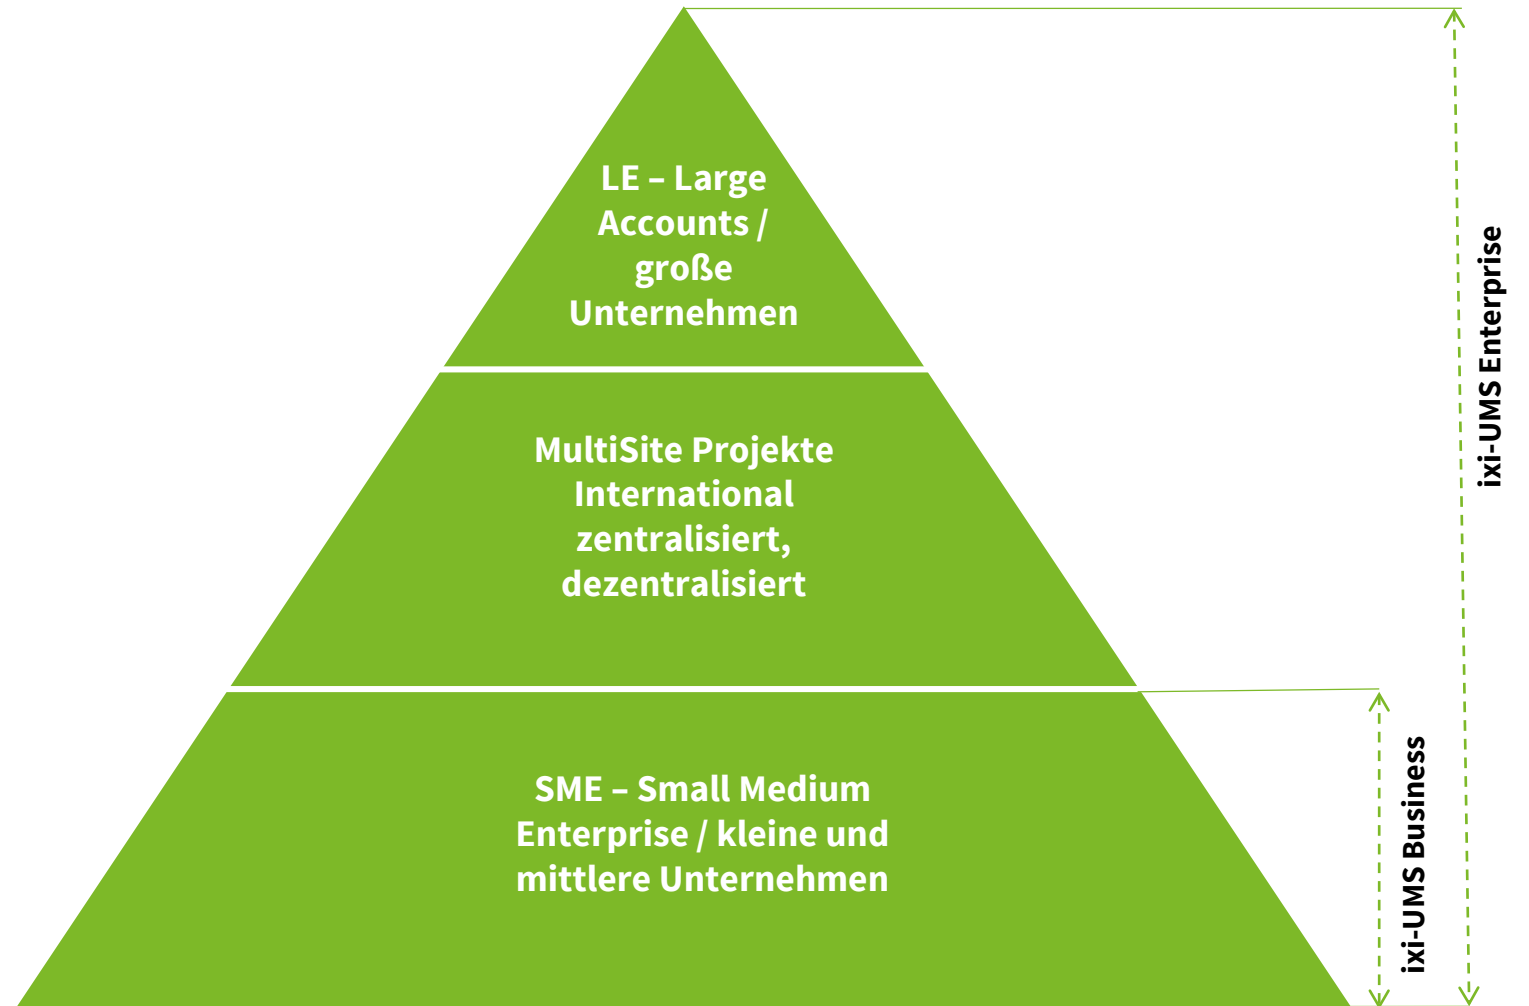 LE – Large
Accounts /
große
Unternehmen
MultiSite Projekte
International
zentralisiert,
dezentralisiert
SME – Small Medium
Enterprise / kleine und
mittlere Unternehmen
ixi-UMS Business
ixi-UMS Enterprise